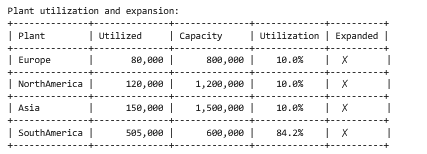 Plant utilization and expansion:
+--------------+-------------+-------------+-------------+----------+
| Plant | Utilized | Capacity | Utilization | Expanded |
+--------------+-------------+-------------+-------------+----------+
| Europe | 80,000 | 800,000 | 10.0% | ✗ |
+--------------+-------------+-------------+-------------+----------+
| NorthAmerica | 120,000 | 1,200,000 | 10.0% | ✗ |
+--------------+-------------+-------------+-------------+----------+
| Asia | 150,000 | 1,500,000 | 10.0% | ✗ |
+--------------+-------------+-------------+-------------+----------+
| SouthAmerica | 505,000 | 600,000 | 84.2% | ✗ |
+--------------+-------------+-------------+-------------+----------+